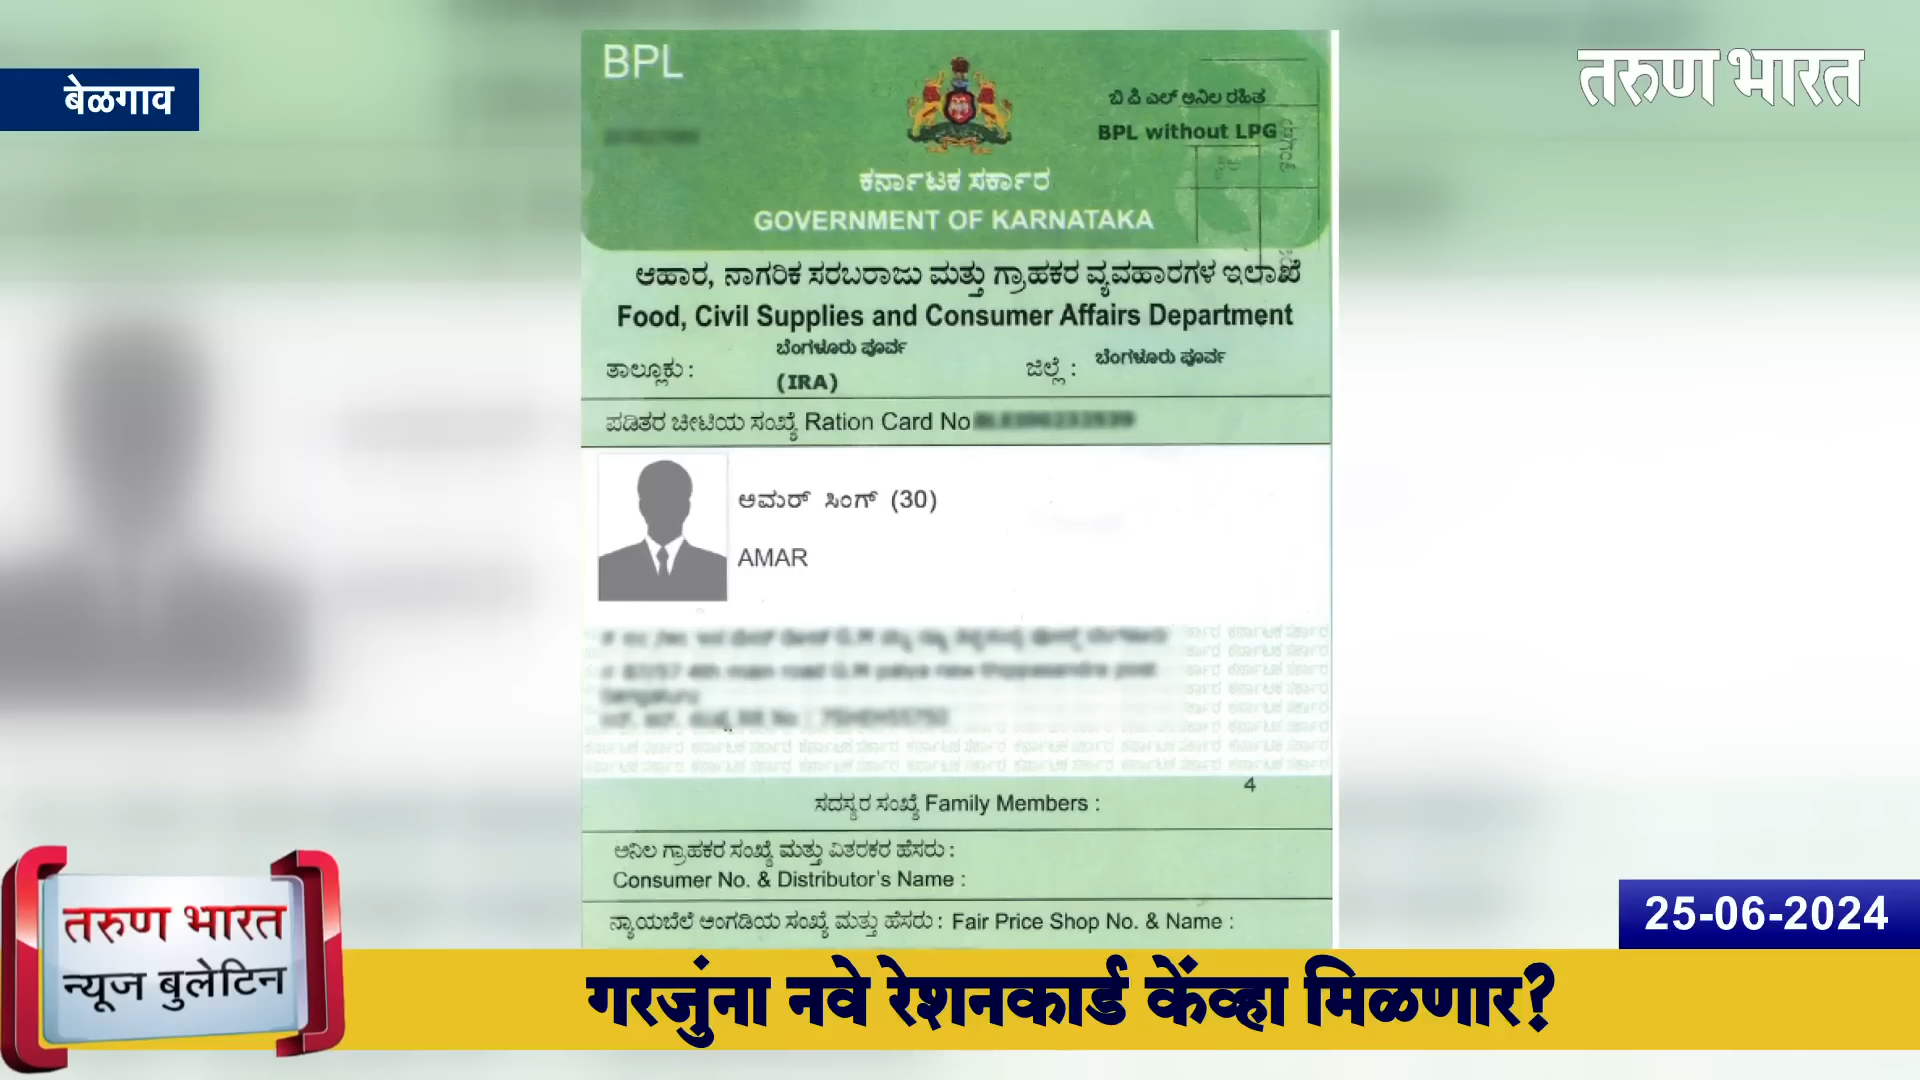 BPL
बेळगाव
तरुण भारत
ಬಿ ಪಿ ಎಲ್ ಅನಿಲ ರಹಿತ
BPL without LPG
ಕರ್ನಾಟಕ ಸರ್ಕಾರ
GOVERNMENT OF KARNATAKA
ಆಹಾರ, ನಾಗರಿಕ ಸರಬರಾಜು ಮತ್ತು ಗ್ರಾಹಕರ ವ್ಯವಹಾರಗಳ ಇಲಾಖೆ
Food, Civil Supplies and Consumer Affairs Department
ತಾಲ್ಲೂಕು : ಬೆಂಗಳೂರು ಪೂರ್ವ (IRA)
ಜಿಲ್ಲೆ : ಬೆಂಗಳೂರು ಪೂರ್ವ
ಪಡಿತರ ಚೀಟಿಯ ಸಂಖ್ಯೆ Ration Card No
ಅಮರ್ ಸಿಂಗ್ (30)
AMAR
4
ಸದಸ್ಯರ ಸಂಖ್ಯೆ Family Members :
ಅನಿಲ ಗ್ರಾಹಕರ ಸಂಖ್ಯೆ ಮತ್ತು ವಿತರಕರ ಹೆಸರು :
Consumer No. & Distributor's Name :
ನ್ಯಾಯಬೆಲೆ ಅಂಗಡಿಯ ಸಂಖ್ಯೆ ಮತ್ತು ಹೆಸರು : Fair Price Shop No. & Name :
तरुण भारत
न्यूज बुलेटिन
25-06-2024
गरजुंना नवे रेशनकार्ड केंव्हा मिळणार?